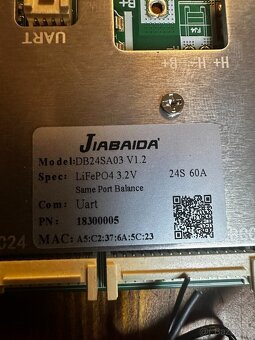 UART
B+
B+
FJ4
H+
H-
B-
JIABAIDA
Model: DB24SA03 V1.2
Spec: LiFePO4 3.2V 24S 60A
Same Port Balance
Com: Uart
PN: 18300005
MAC: A5:C2:37:6A:5C:23